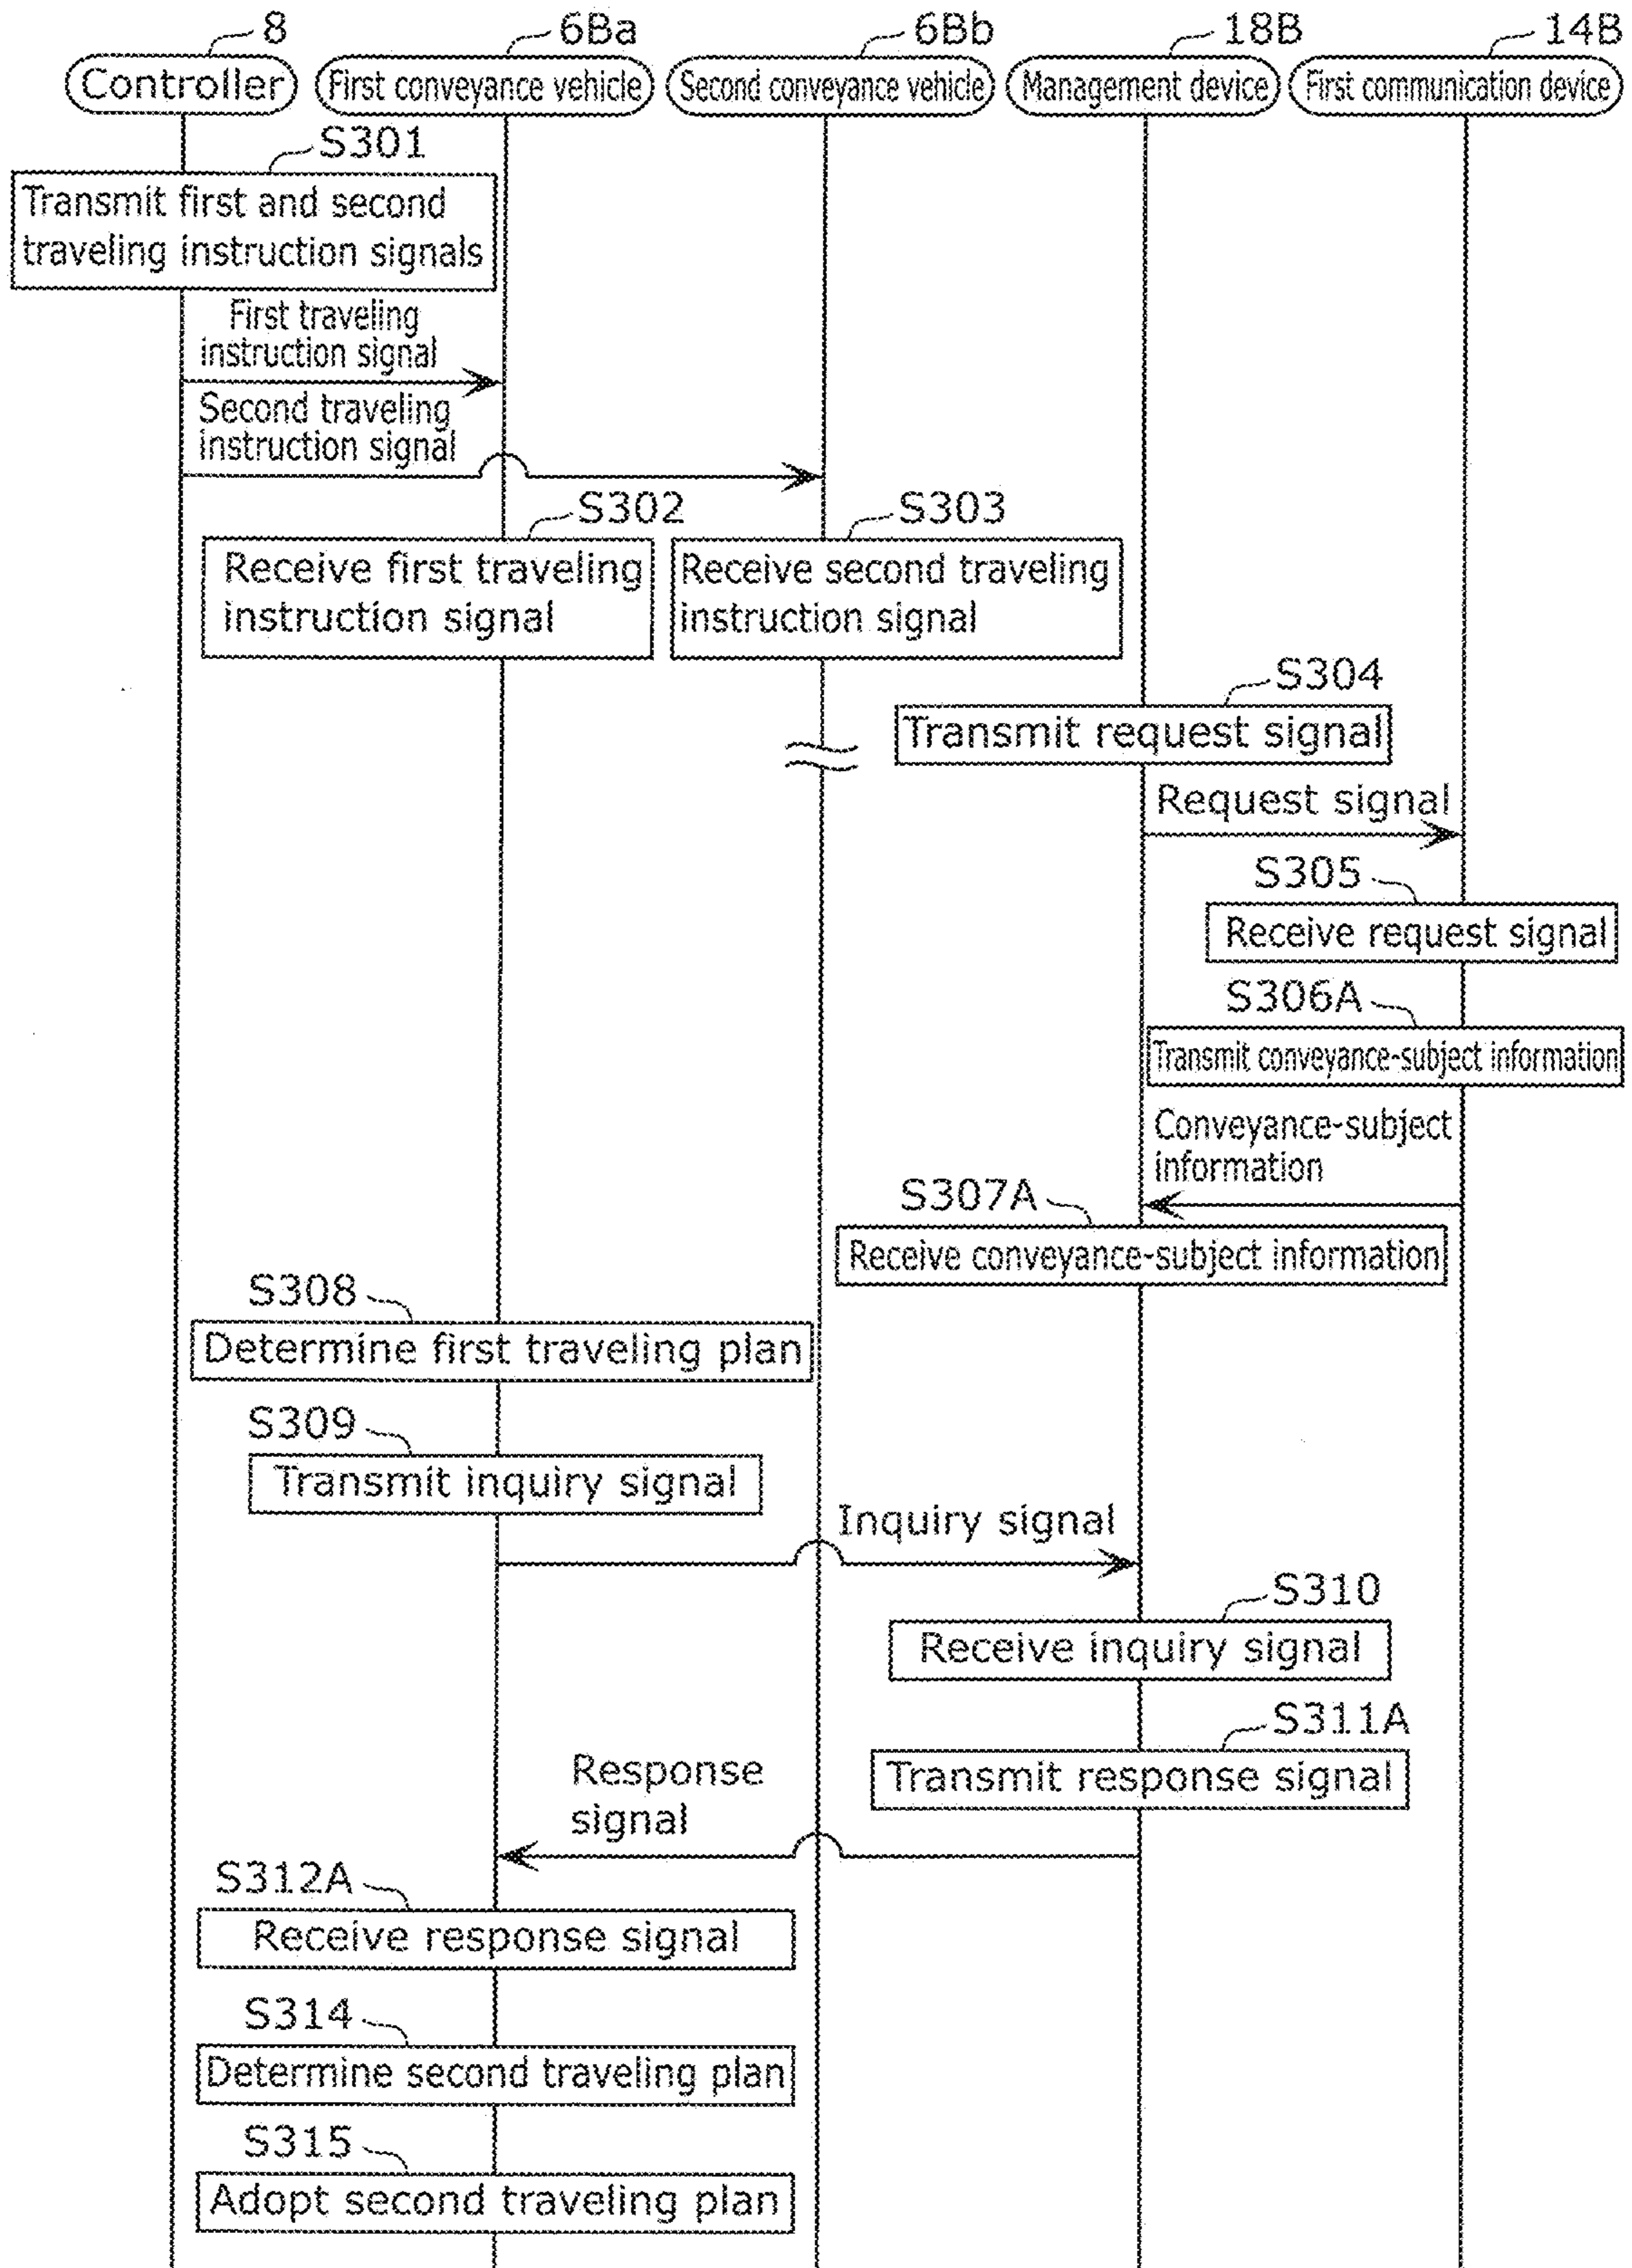 8
6Ba
6Bb
18B
14B
Controller
First conveyance vehicle
Second conveyance vehicle
Management device
First communication device
S301
Transmit first and second
traveling instruction signals
First traveling
instruction signal
Second traveling
instruction signal
S302
Receive first traveling
instruction signal
S303
Receive second traveling
instruction signal
S304
Transmit request signal
Request signal
S305
Receive request signal
S306A
Transmit conveyance-subject information
Conveyance-subject
information
S307A
Receive conveyance-subject information
S308
Determine first traveling plan
S309
Transmit inquiry signal
Inquiry signal
S310
Receive inquiry signal
S311A
Transmit response signal
Response
signal
S312A
Receive response signal
S314
Determine second traveling plan
S315
Adopt second traveling plan